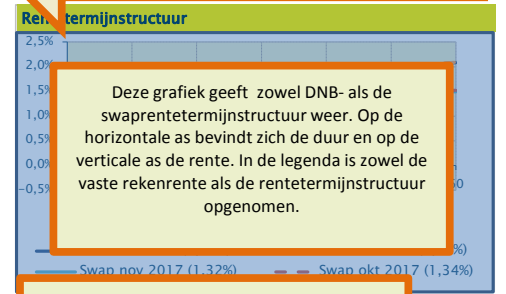 Rentetermijnstructuur
2,5%
2,0%
1,5%
1,0%
0,5%
0,0%
-0,5%
Deze grafiek geeft zowel DNB- als de
swaprentetermijnstructuur weer. Op de
horizontale as bevindt zich de duur en op de
verticale as de rente. In de legenda is zowel de
vaste rekenrente als de rentetermijnstructuur
opgenomen.
0
%)
Swap nov 2017 (1,32%) Swap okt 2017 (1,34%)